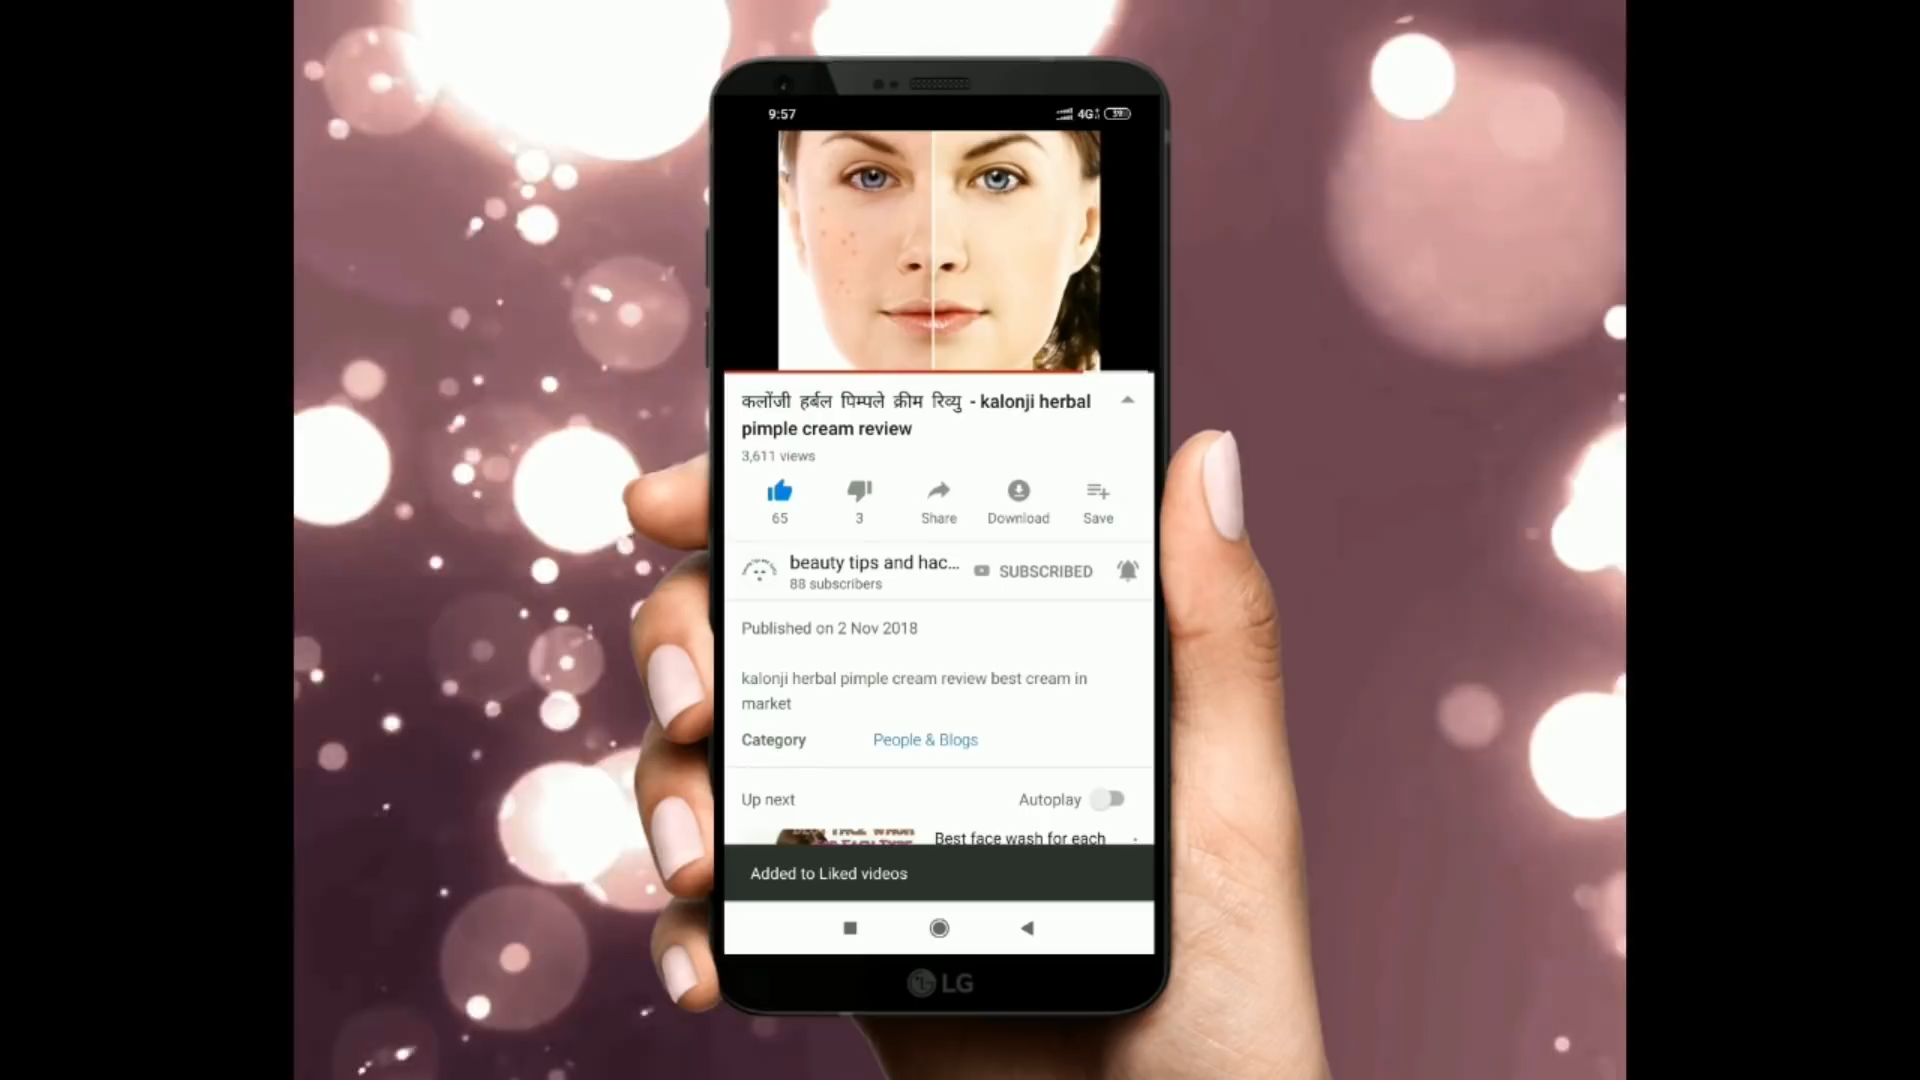 9:57
4G
39
कलोंजी हर्बल पिम्पले क्रीम रिव्यु - kalonji herbal
pimple cream review
3,611 views
65
3
Share
Download
Save
beauty tips and hac...
SUBSCRIBED
88 subscribers
Published on 2 Nov 2018
kalonji herbal pimple cream review best cream in
market
Category
People & Blogs
Up next
Autoplay
Best face wash for each
Added to Liked videos
LG